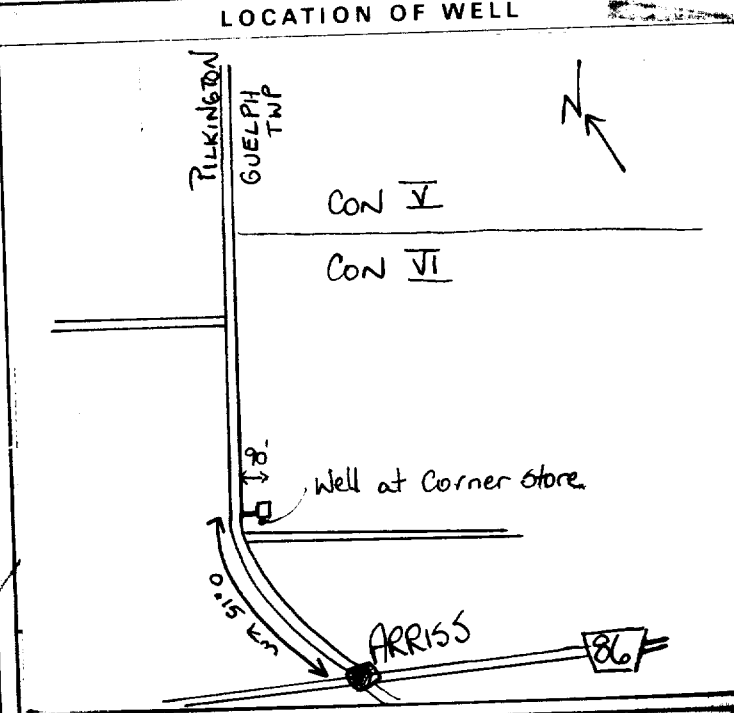 LOCATION OF WELL
PILKINGTON
GUELPH
TWP
N
CON V
CON VI
90'
Well at Corner Store
0.15 km
ARRISS
86